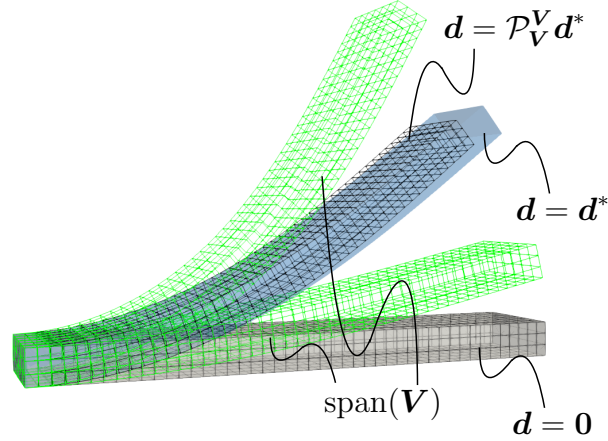 d = 𝒫_V^V d*
d = d*
span(V)
d = 0